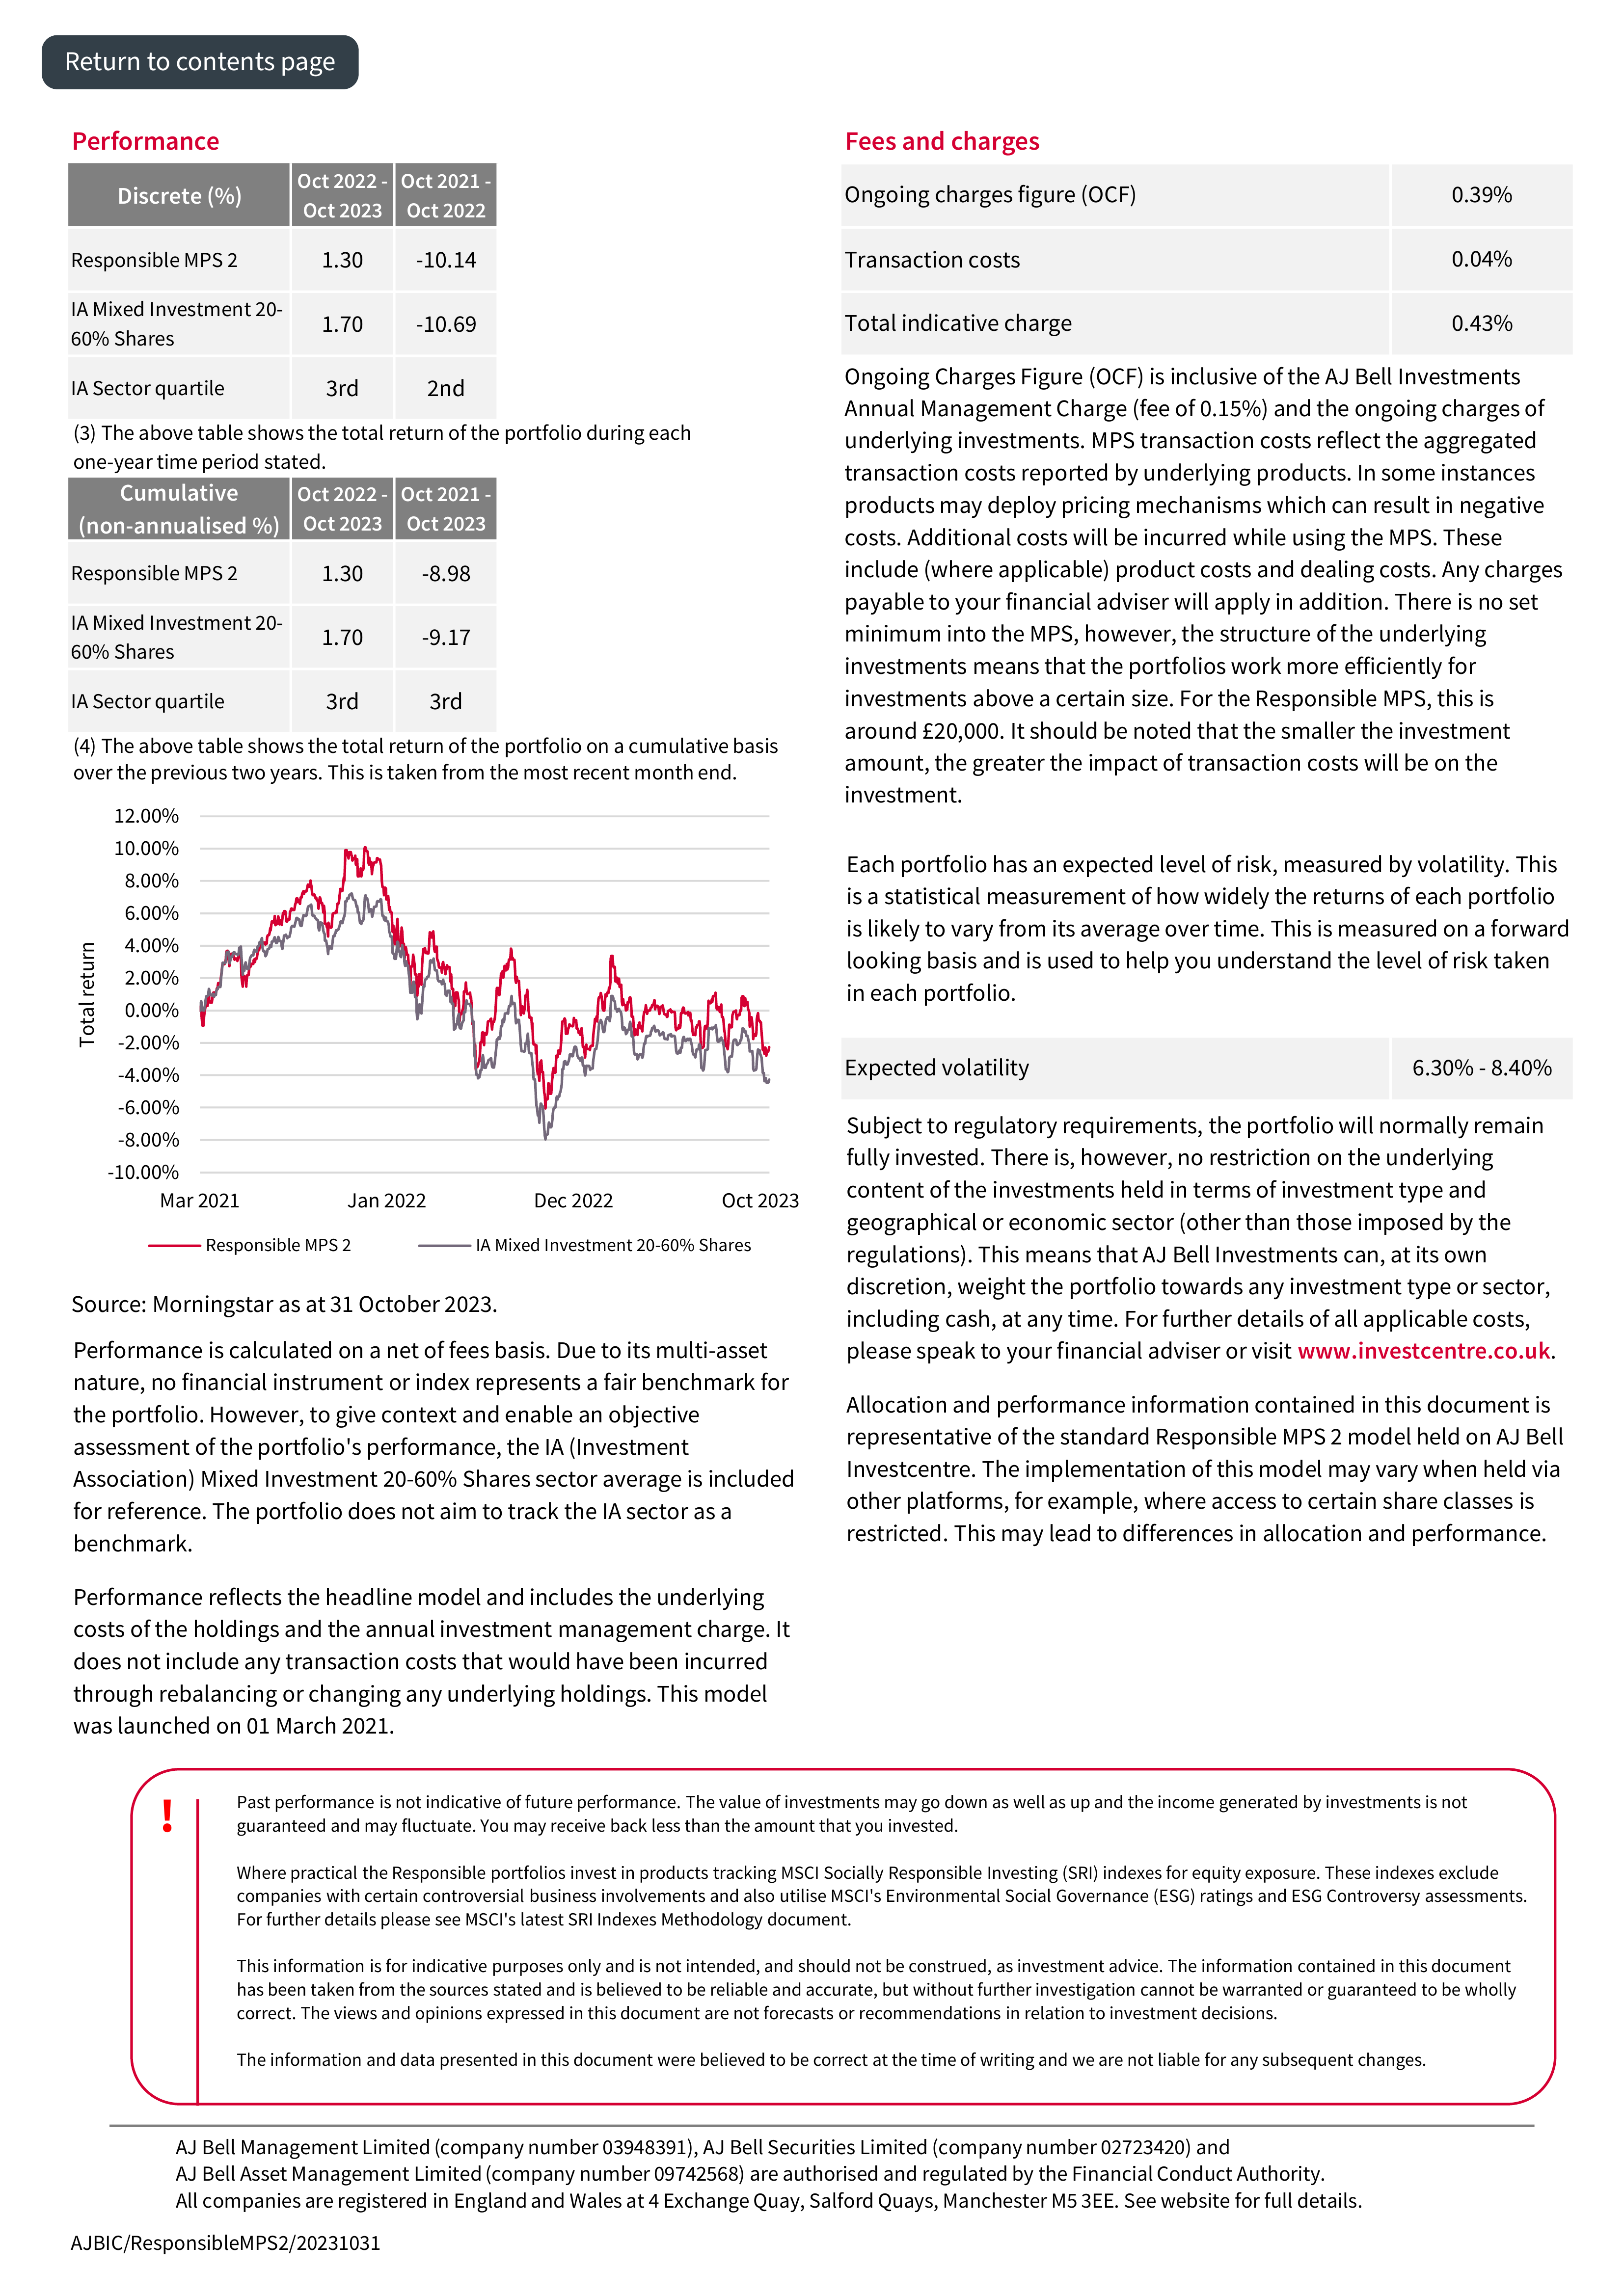 Return to contents page
Performance
Discrete (%)
Oct 2022 -
Oct 2023
Oct 2021 -
Oct 2022
Responsible MPS 2
1.30
-10.14
IA Mixed Investment 20-
60% Shares
1.70
-10.69
IA Sector quartile
3rd
2nd
(3) The above table shows the total return of the portfolio during each
one-year time period stated.
Cumulative
(non-annualised %)
Oct 2022 -
Oct 2023
Oct 2021 -
Oct 2023
Responsible MPS 2
1.30
-8.98
IA Mixed Investment 20-
60% Shares
1.70
-9.17
IA Sector quartile
3rd
3rd
(4) The above table shows the total return of the portfolio on a cumulative basis
over the previous two years. This is taken from the most recent month end.
Total return
12.00%
10.00%
8.00%
6.00%
4.00%
2.00%
0.00%
-2.00%
-4.00%
-6.00%
-8.00%
-10.00%
Mar 2021
Jan 2022
Dec 2022
Oct 2023
Responsible MPS 2
IA Mixed Investment 20-60% Shares
Source: Morningstar as at 31 October 2023.
Performance is calculated on a net of fees basis. Due to its multi-asset
nature, no financial instrument or index represents a fair benchmark for
the portfolio. However, to give context and enable an objective
assessment of the portfolio's performance, the IA (Investment
Association) Mixed Investment 20-60% Shares sector average is included
for reference. The portfolio does not aim to track the IA sector as a
benchmark.
Performance reflects the headline model and includes the underlying
costs of the holdings and the annual investment management charge. It
does not include any transaction costs that would have been incurred
through rebalancing or changing any underlying holdings. This model
was launched on 01 March 2021.
Fees and charges
Ongoing charges figure (OCF)
0.39%
Transaction costs
0.04%
Total indicative charge
0.43%
Ongoing Charges Figure (OCF) is inclusive of the AJ Bell Investments
Annual Management Charge (fee of 0.15%) and the ongoing charges of
underlying investments. MPS transaction costs reflect the aggregated
transaction costs reported by underlying products. In some instances
products may deploy pricing mechanisms which can result in negative
costs. Additional costs will be incurred while using the MPS. These
include (where applicable) product costs and dealing costs. Any charges
payable to your financial adviser will apply in addition. There is no set
minimum into the MPS, however, the structure of the underlying
investments means that the portfolios work more efficiently for
investments above a certain size. For the Responsible MPS, this is
around £20,000. It should be noted that the smaller the investment
amount, the greater the impact of transaction costs will be on the
investment.
Each portfolio has an expected level of risk, measured by volatility. This
is a statistical measurement of how widely the returns of each portfolio
is likely to vary from its average over time. This is measured on a forward
looking basis and is used to help you understand the level of risk taken
in each portfolio.
Expected volatility
6.30% - 8.40%
Subject to regulatory requirements, the portfolio will normally remain
fully invested. There is, however, no restriction on the underlying
content of the investments held in terms of investment type and
geographical or economic sector (other than those imposed by the
regulations). This means that AJ Bell Investments can, at its own
discretion, weight the portfolio towards any investment type or sector,
including cash, at any time. For further details of all applicable costs,
please speak to your financial adviser or visit www.investcentre.co.uk.
Allocation and performance information contained in this document is
representative of the standard Responsible MPS 2 model held on AJ Bell
Investcentre. The implementation of this model may vary when held via
other platforms, for example, where access to certain share classes is
restricted. This may lead to differences in allocation and performance.
!
Past performance is not indicative of future performance. The value of investments may go down as well as up and the income generated by investments is not
guaranteed and may fluctuate. You may receive back less than the amount that you invested.
Where practical the Responsible portfolios invest in products tracking MSCI Socially Responsible Investing (SRI) indexes for equity exposure. These indexes exclude
companies with certain controversial business involvements and also utilise MSCI's Environmental Social Governance (ESG) ratings and ESG Controversy assessments.
For further details please see MSCI's latest SRI Indexes Methodology document.
This information is for indicative purposes only and is not intended, and should not be construed, as investment advice. The information contained in this document
has been taken from the sources stated and is believed to be reliable and accurate, but without further investigation cannot be warranted or guaranteed to be wholly
correct. The views and opinions expressed in this document are not forecasts or recommendations in relation to investment decisions.
The information and data presented in this document were believed to be correct at the time of writing and we are not liable for any subsequent changes.
AJ Bell Management Limited (company number 03948391), AJ Bell Securities Limited (company number 02723420) and
AJ Bell Asset Management Limited (company number 09742568) are authorised and regulated by the Financial Conduct Authority.
All companies are registered in England and Wales at 4 Exchange Quay, Salford Quays, Manchester M5 3EE. See website for full details.
AJBIC/ResponsibleMPS2/20231031